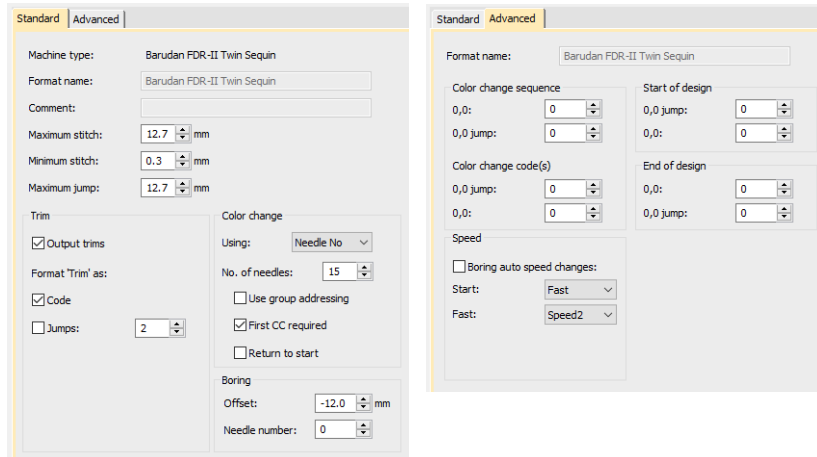 Standard Advanced
Machine type: Barudan FDR-II Twin Sequin
Format name: Barudan FDR-II Twin Sequin
Comment:
Maximum stitch: 12.7 mm
Minimum stitch: 0.3 mm
Maximum jump: 12.7 mm
Trim
Output trims
Format 'Trim' as:
Code
Jumps: 2
Color change
Using: Needle No
No. of needles: 15
Use group addressing
First CC required
Return to start
Boring
Offset: -12.0 mm
Needle number: 0
Standard Advanced
Format name: Barudan FDR-II Twin Sequin
Color change sequence
0,0: 0
0,0 jump: 0
Color change code(s)
0,0 jump: 0
0,0: 0
Start of design
0,0 jump: 0
0,0: 0
End of design
0,0: 0
0,0 jump: 0
Speed
Boring auto speed changes:
Start: Fast
Fast: Speed2